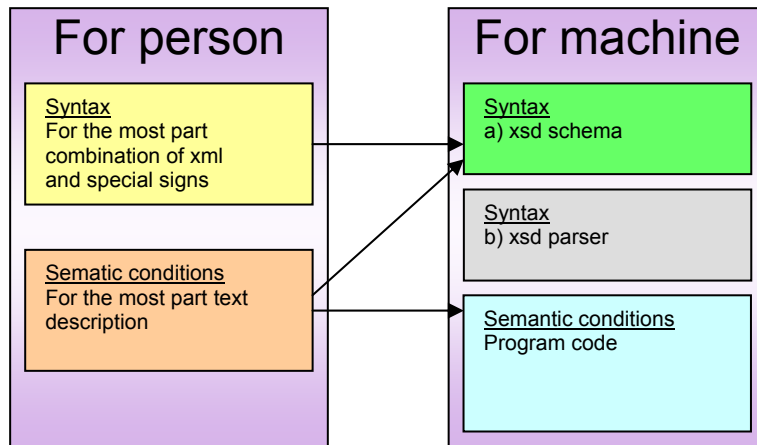 For person
Syntax
For the most part
combination of xml
and special signs
Sematic conditions
For the most part text
description
For machine
Syntax
a) xsd schema
Syntax
b) xsd parser
Semantic conditions
Program code